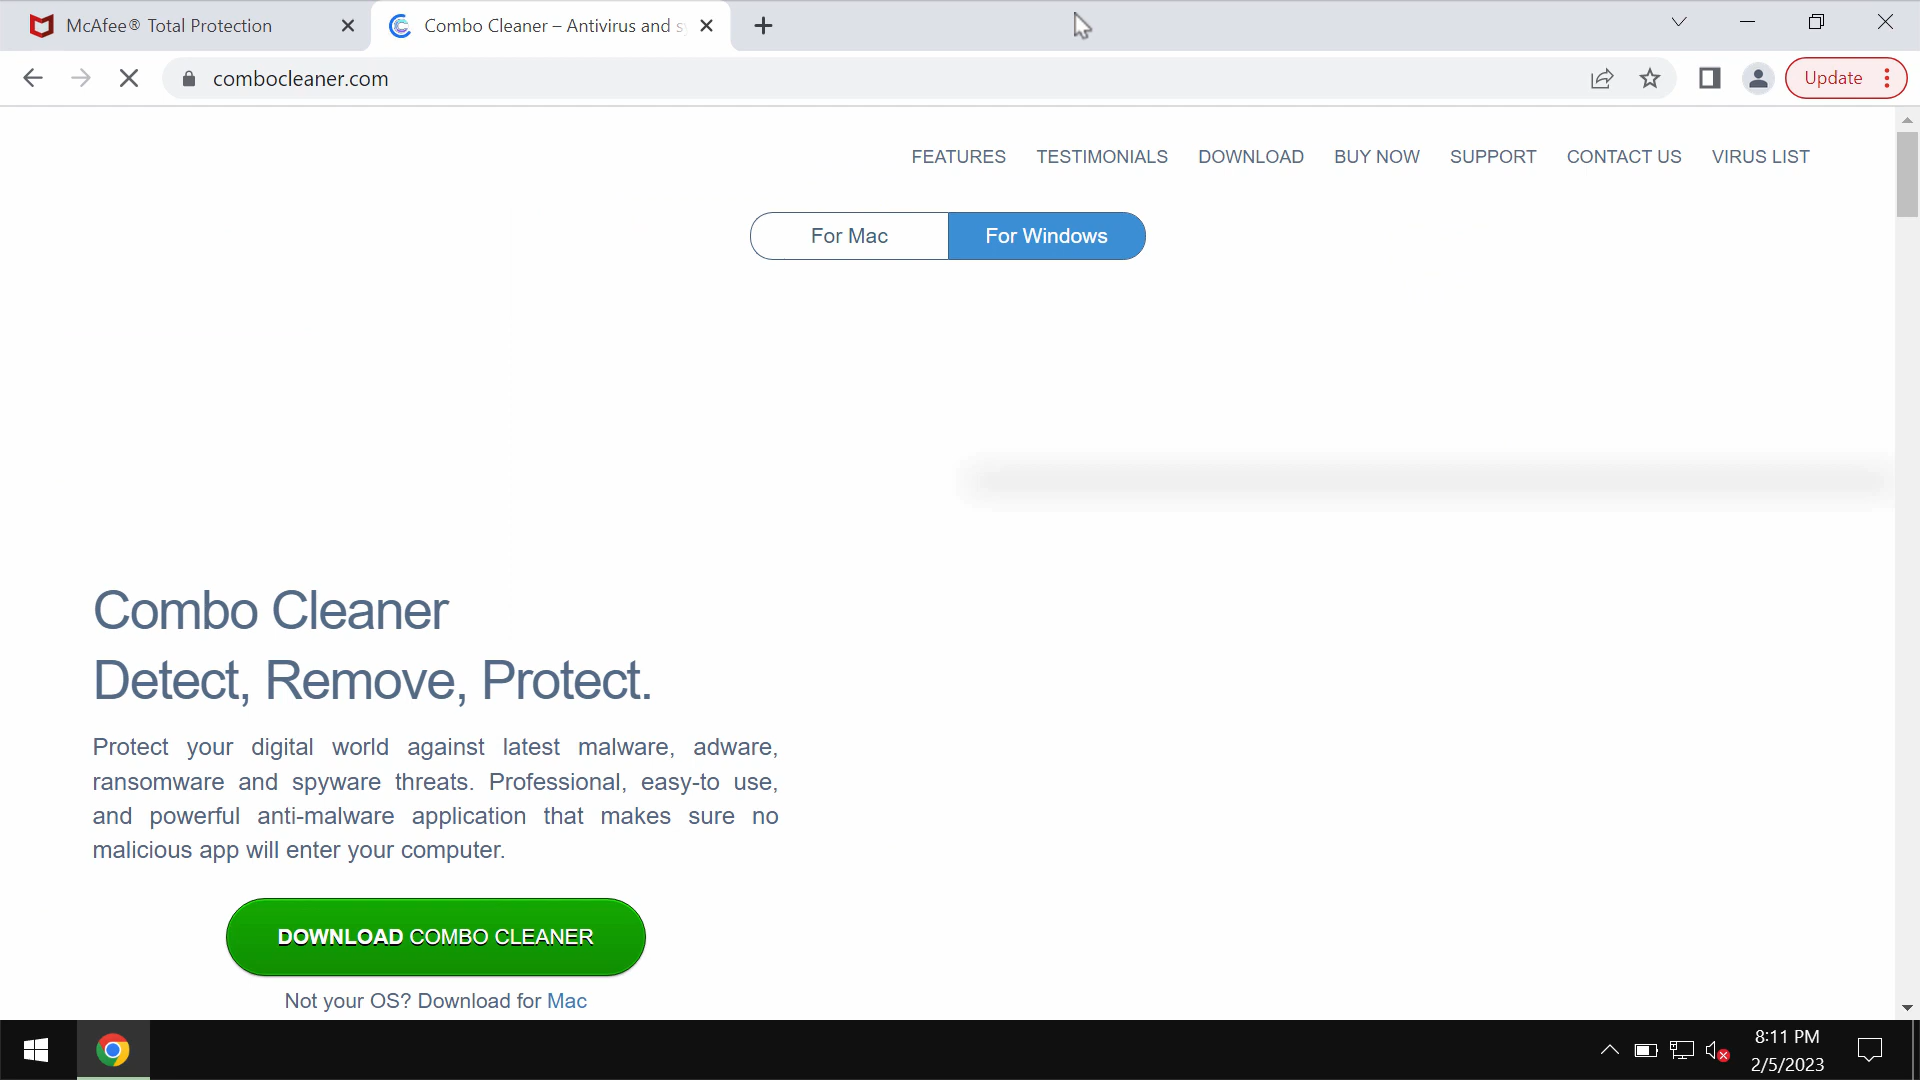 McAfee® Total Protection
Combo Cleaner – Antivirus and s
combocleaner.com
Update
FEATURES TESTIMONIALS DOWNLOAD BUY NOW SUPPORT CONTACT US VIRUS LIST
For Mac For Windows
Combo Cleaner
Detect, Remove, Protect.
Protect your digital world against latest malware, adware,
ransomware and spyware threats. Professional, easy-to use,
and powerful anti-malware application that makes sure no
malicious app will enter your computer.
DOWNLOAD COMBO CLEANER
Not your OS? Download for Mac
8:11 PM
2/5/2023